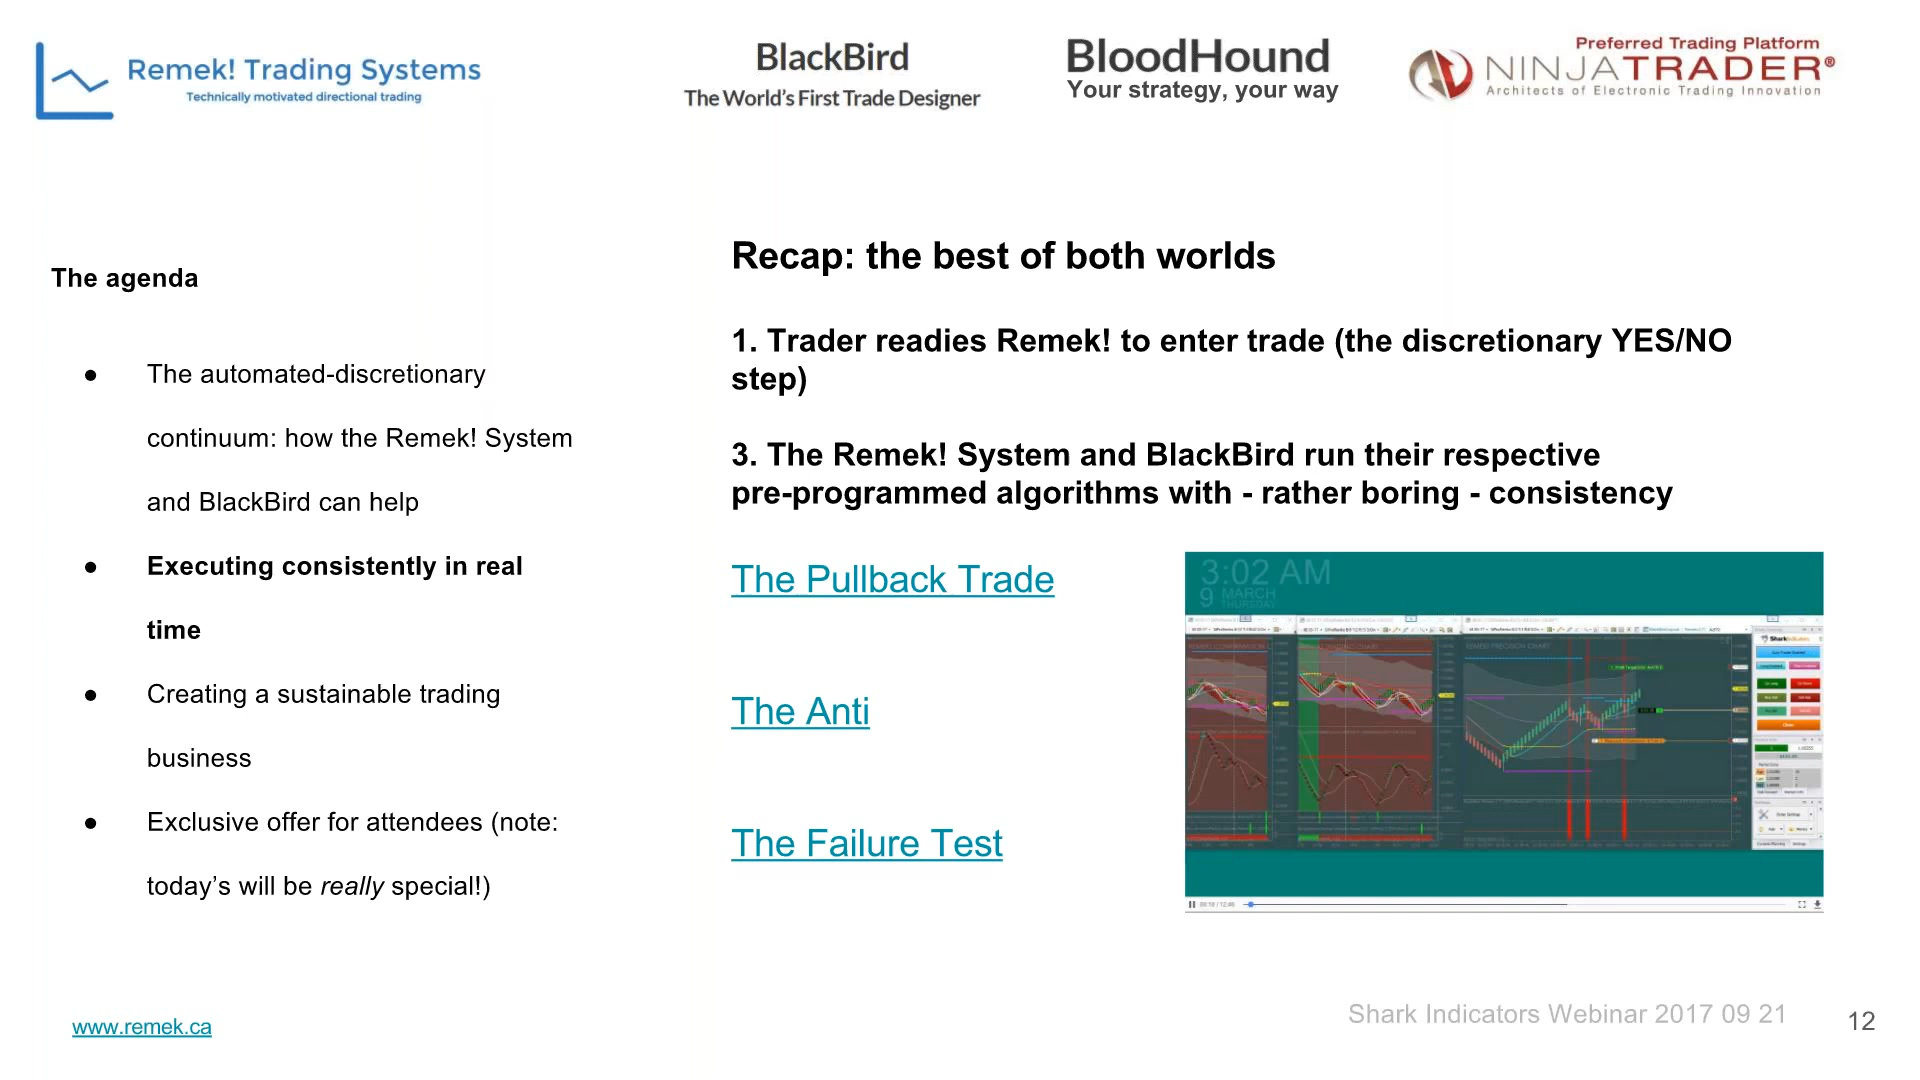 Remek! Trading Systems
Technically motivated directional trading
BlackBird
The World's First Trade Designer
BloodHound
Your strategy, your way
Preferred Trading Platform
NINJATRADER®
Architects of Electronic Trading Innovation
The agenda
● The automated-discretionary
continuum: how the Remek! System
and BlackBird can help
● Executing consistently in real
time
● Creating a sustainable trading
business
● Exclusive offer for attendees (note:
today's will be really special!)
Recap: the best of both worlds
1. Trader readies Remek! to enter trade (the discretionary YES/NO
step)
3. The Remek! System and BlackBird run their respective
pre-programmed algorithms with - rather boring - consistency
The Pullback Trade
The Anti
The Failure Test
3:02 AM
9 MARCH
THURSDAY
REMEK! PRECISION CHART
SharkIndicators
www.remek.ca
Shark Indicators Webinar 2017 09 21
12